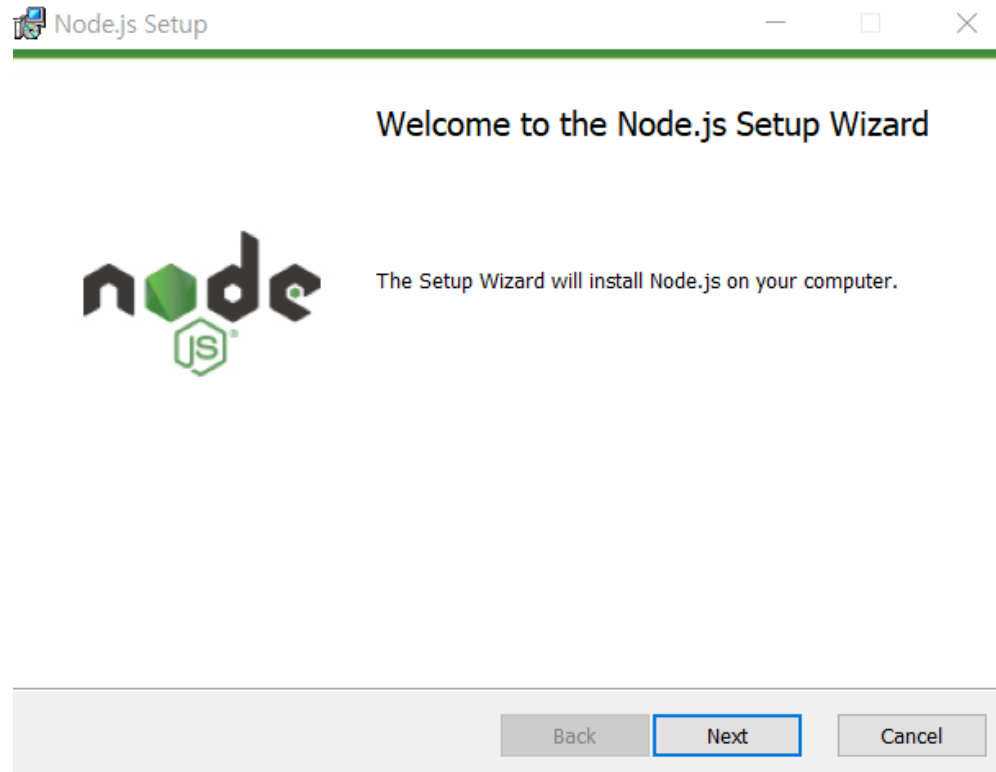 Node.js Setup
Welcome to the Node.js Setup Wizard
node
JS®
The Setup Wizard will install Node.js on your computer.
Back
Next
Cancel